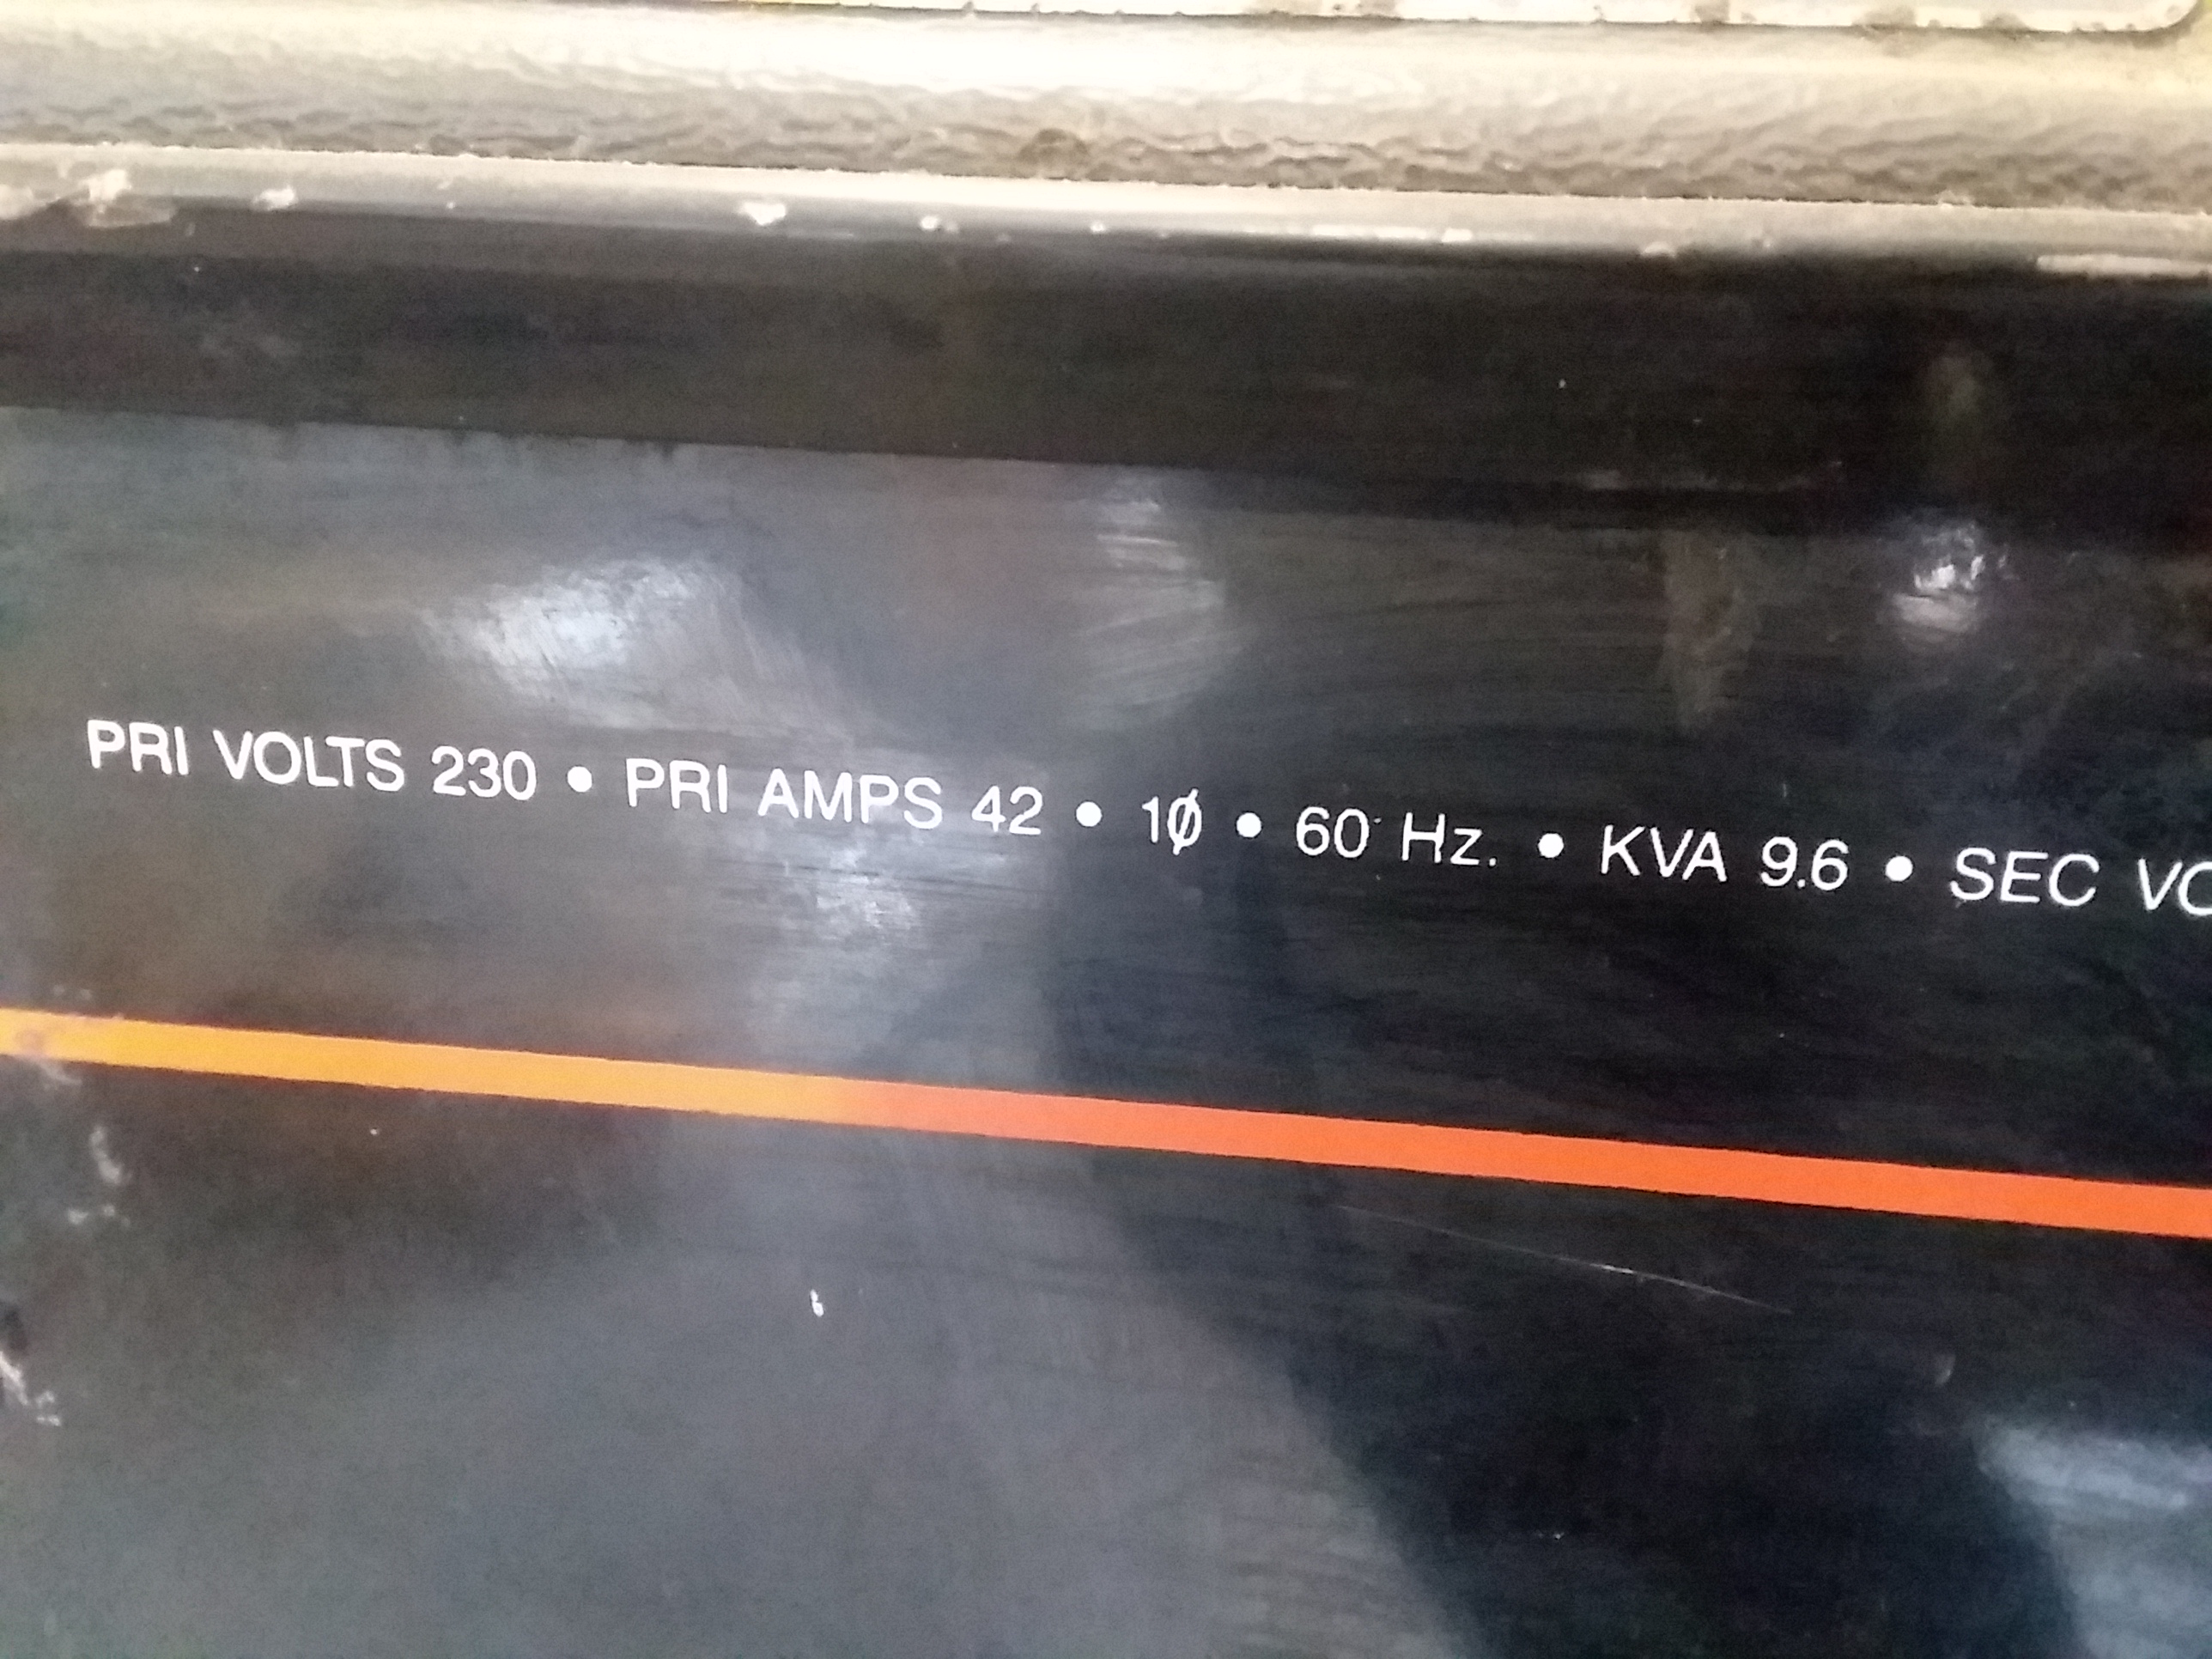 PRI VOLTS 230 • PRI AMPS 42 • 1Ø • 60 Hz. • KVA 9.6 • SEC